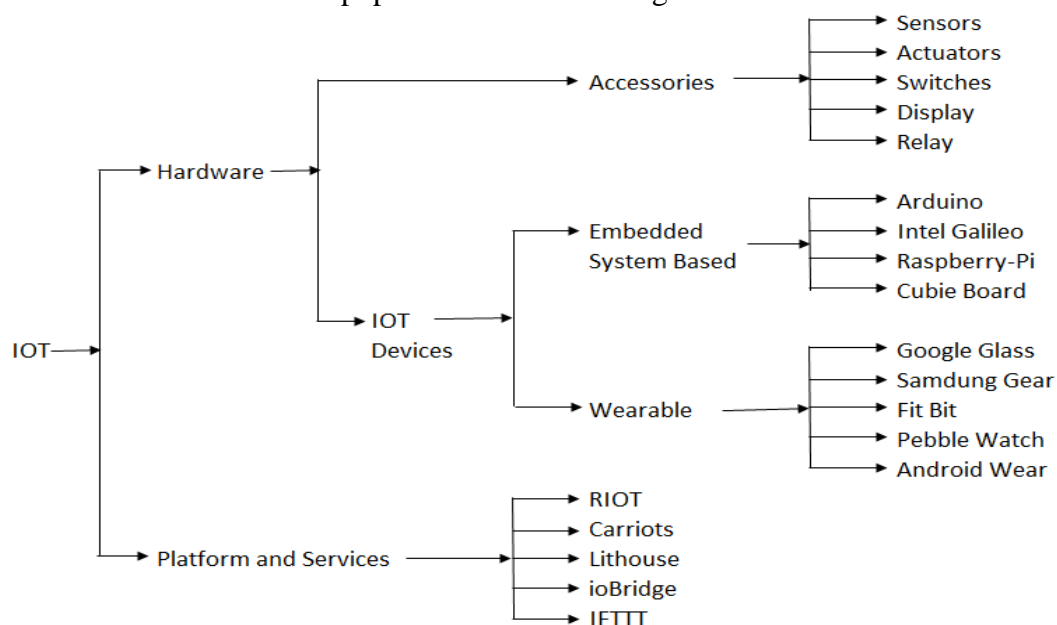 Sensors
Actuators
Accessories
Switches
Display
Relay
Hardware
Arduino
Embedded
System Based
Intel Galileo
Raspberry-Pi
Cubie Board
IOT
Devices
IOT
Google Glass
Samdung Gear
Wearable
Fit Bit
Pebble Watch
Android Wear
Platform and Services
RIOT
Carriots
Lithouse
ioBridge
IFTTT